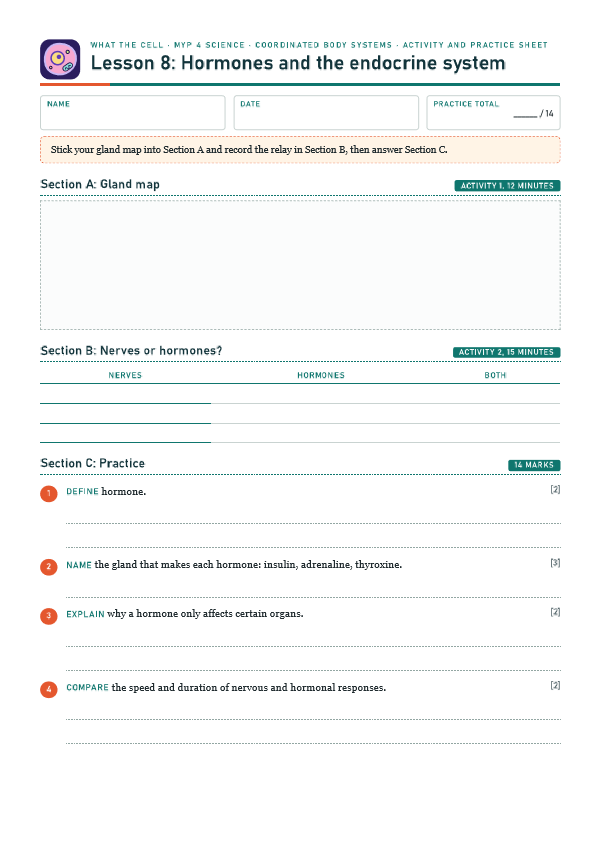 WHAT THE CELL · MYP 4 SCIENCE · COORDINATED BODY SYSTEMS · ACTIVITY AND PRACTICE SHEET
Lesson 8: Hormones and the endocrine system
NAME
DATE
PRACTICE TOTAL
_____ / 14
Stick your gland map into Section A and record the relay in Section B, then answer Section C.
Section A: Gland map
ACTIVITY 1, 12 MINUTES
Section B: Nerves or hormones?
ACTIVITY 2, 15 MINUTES
NERVES
HORMONES
BOTH
Section C: Practice
14 MARKS
1 DEFINE hormone. [2]
2 NAME the gland that makes each hormone: insulin, adrenaline, thyroxine. [3]
3 EXPLAIN why a hormone only affects certain organs. [2]
4 COMPARE the speed and duration of nervous and hormonal responses. [2]